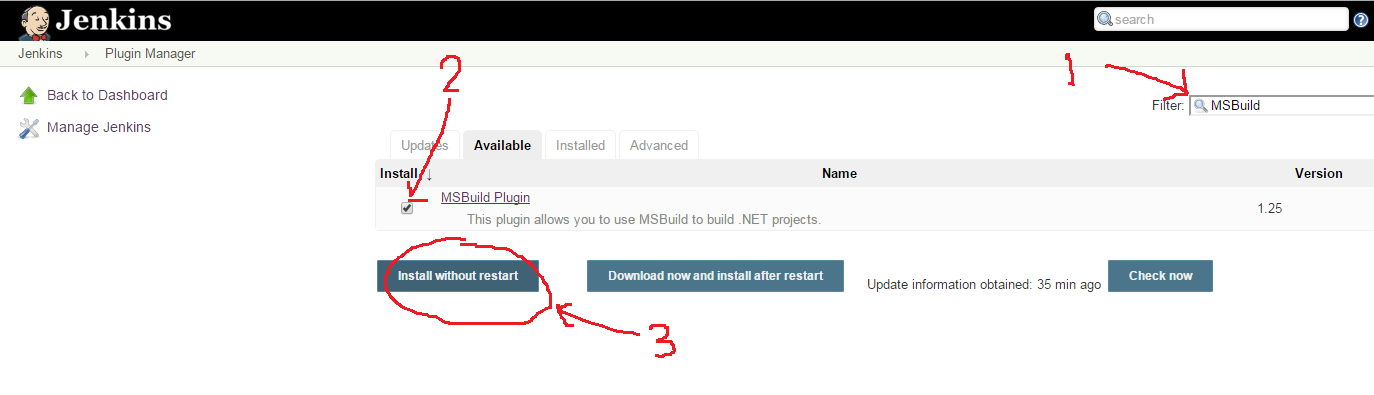 Jenkins
search
Jenkins Plugin Manager
1
2
Back to Dashboard
Filter: MSBuild
Manage Jenkins
Updates Available Installed Advanced
Install ↓ Name Version
MSBuild Plugin
This plugin allows you to use MSBuild to build .NET projects.
1.25
Install without restart Download now and install after restart Update information obtained: 35 min ago Check now
3